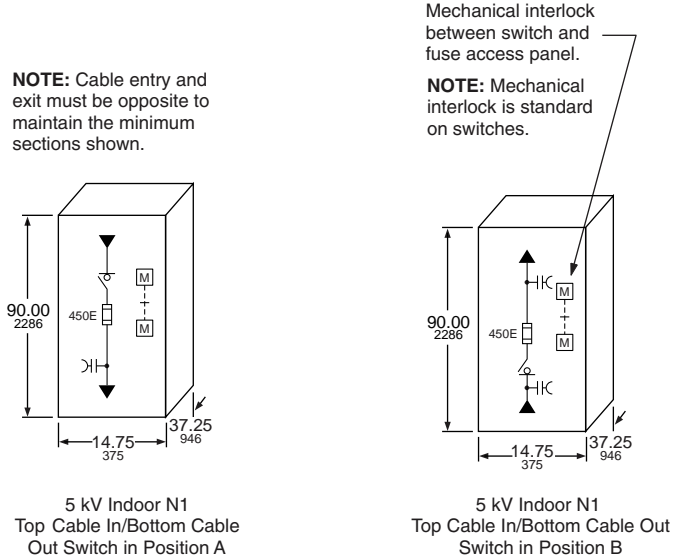 NOTE: Cable entry and
exit must be opposite to
maintain the minimum
sections shown.
M
450E
M
90.00
2286
14.75
375
37.25
946
5 kV Indoor N1
Top Cable In/Bottom Cable
Out Switch in Position A
Mechanical interlock
between switch and
fuse access panel.
NOTE: Mechanical
interlock is standard
on switches.
M
450E
M
90.00
2286
14.75
375
37.25
946
5 kV Indoor N1
Top Cable In/Bottom Cable Out
Switch in Position B